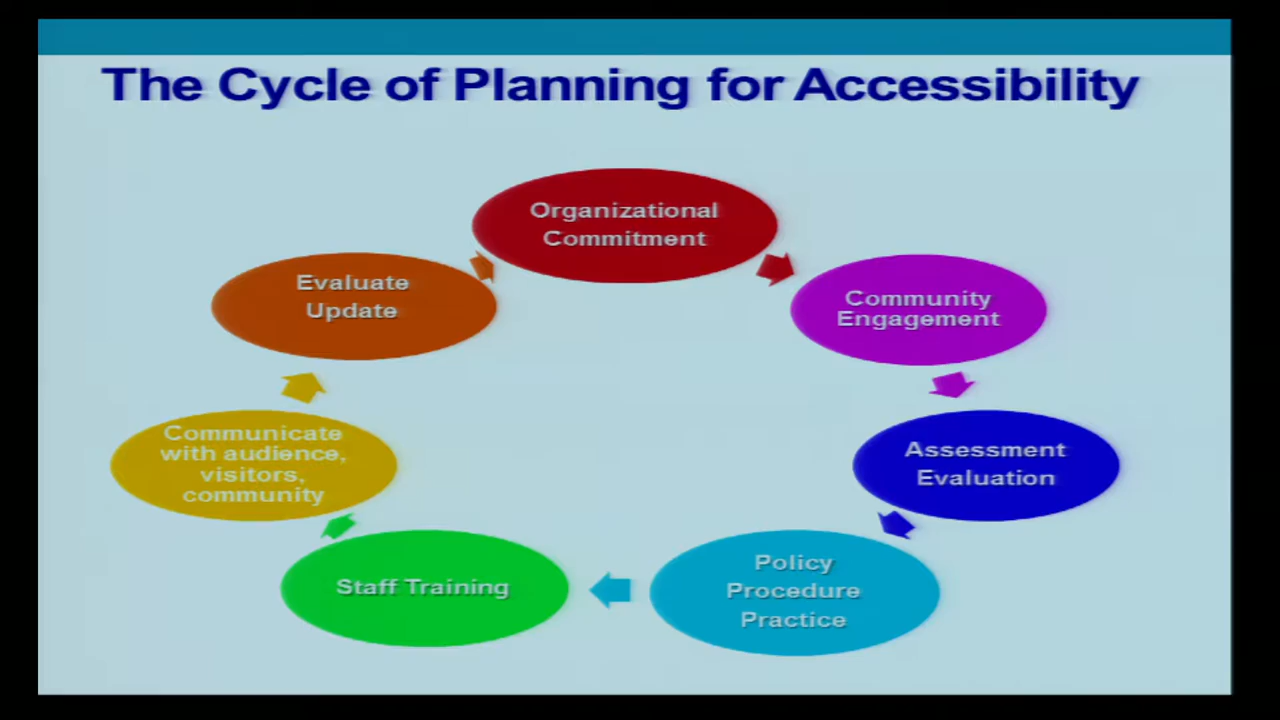 The Cycle of Planning for Accessibility
Organizational
Commitment
Community
Engagement
Assessment
Evaluation
Policy
Procedure
Practice
Staff Training
Communicate
with audience,
visitors,
community
Evaluate
Update